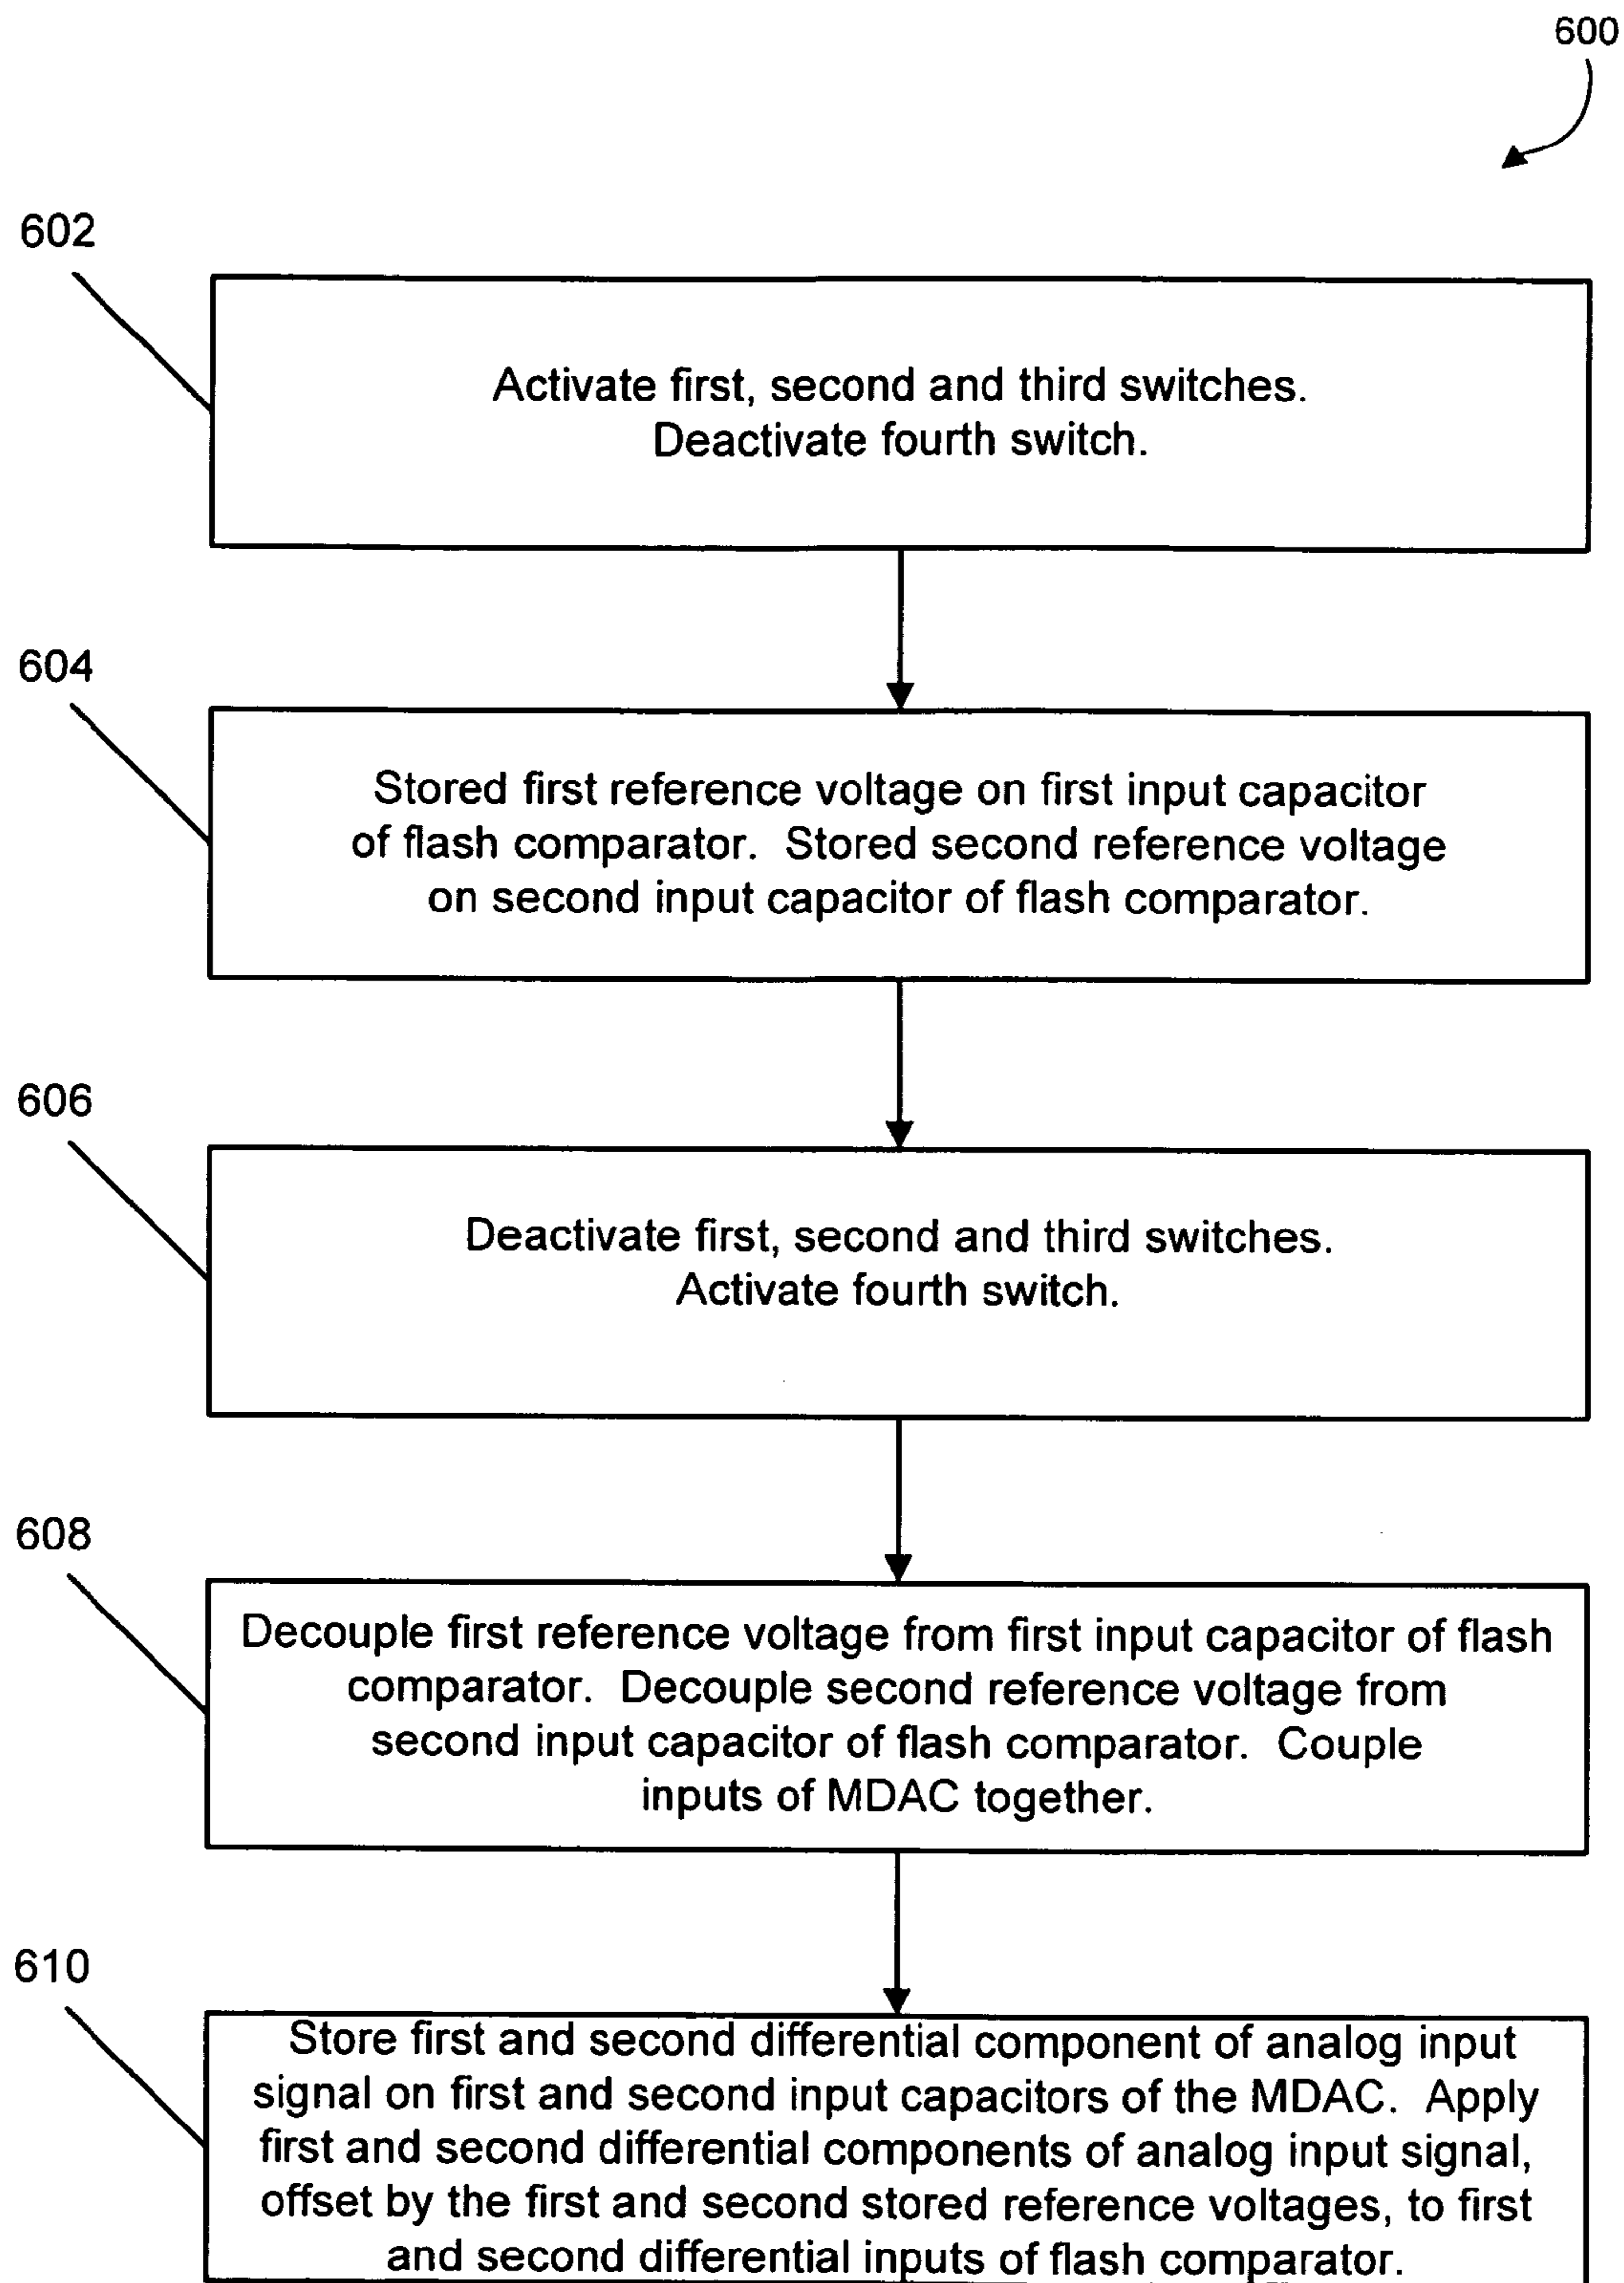 600
602
Activate first, second and third switches.
Deactivate fourth switch.
604
Stored first reference voltage on first input capacitor
of flash comparator. Stored second reference voltage
on second input capacitor of flash comparator.
606
Deactivate first, second and third switches.
Activate fourth switch.
608
Decouple first reference voltage from first input capacitor of flash
comparator. Decouple second reference voltage from
second input capacitor of flash comparator. Couple
inputs of MDAC together.
610
Store first and second differential component of analog input
signal on first and second input capacitors of the MDAC. Apply
first and second differential components of analog input signal,
offset by the first and second stored reference voltages, to first
and second differential inputs of flash comparator.